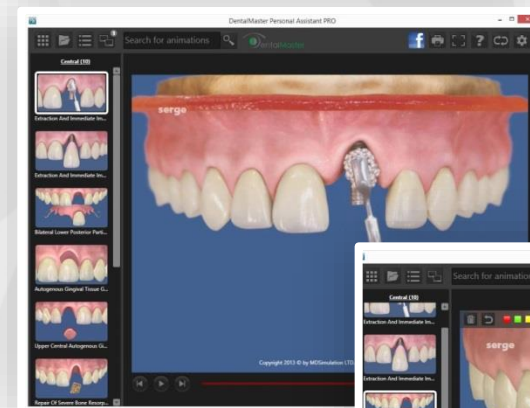 DentalMaster Personal Assistant PRO
Search for animations
DentalMaster
Central (10)
Extraction And Immediate Im...
Extraction And Immediate Im...
Bilateral Lower Posterior Parti...
Autogenous Gingival Tissue G...
Upper Central Autogenous Gi...
Repair Of Severe Bone Resorp...
serge
Copyright 2013 © by MDSimulation LTD.
Search for animation
Central (10)
Extraction And Immediate Im...
Extraction And Immediate Im...
serge